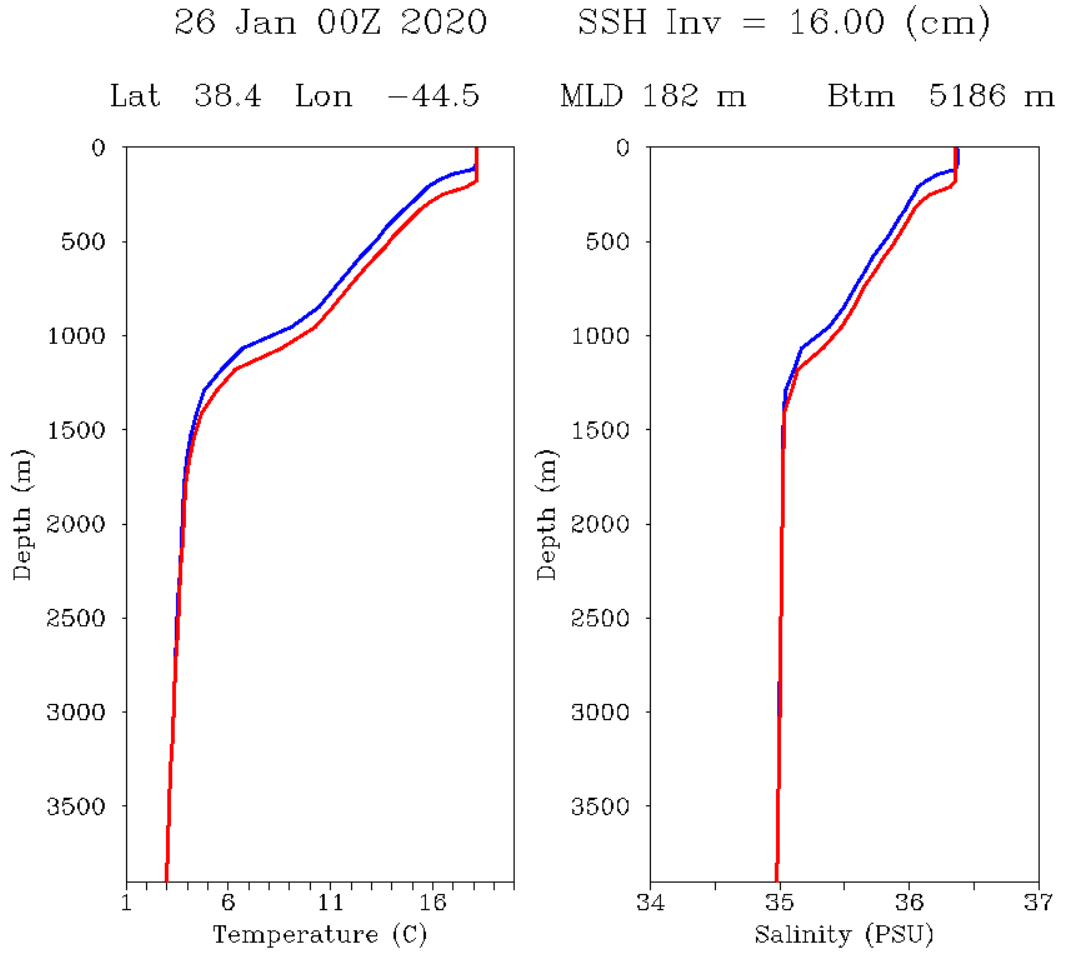 26 Jan 00Z 2020 SSH Inv = 16.00 (cm)
Lat 38.4 Lon −44.5 MLD 182 m Btm 5186 m
0
500
1000
1500
2000
2500
3000
3500
Depth (m)
1 6 11 16
Temperature (C)
0
500
1000
1500
2000
2500
3000
3500
Depth (m)
34 35 36 37
Salinity (PSU)